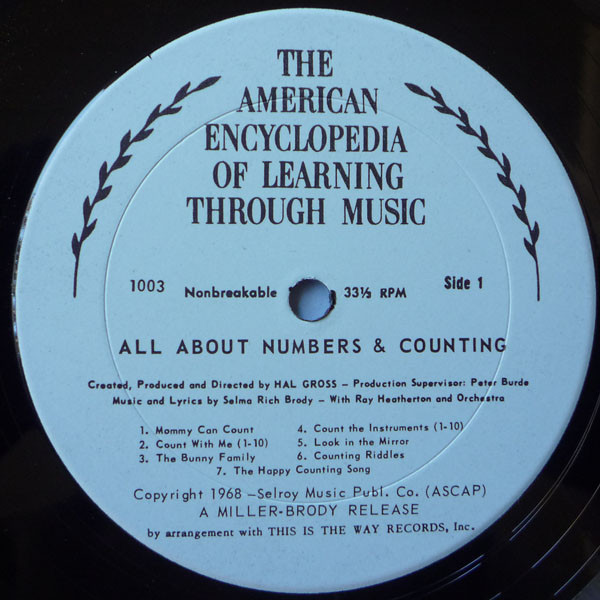 THE
AMERICAN
ENCYCLOPEDIA
OF LEARNING
THROUGH MUSIC
1003 Nonbreakable 33⅓ RPM Side 1
ALL ABOUT NUMBERS & COUNTING
Created, Produced and Directed by HAL GROSS – Production Supervisor: Peter Burde
Music and Lyrics by Selma Rich Brody – With Ray Heatherton and Orchestra
1. Mommy Can Count
2. Count With Me (1-10)
3. The Bunny Family
4. Count the Instruments (1-10)
5. Look in the Mirror
6. Counting Riddles
7. The Happy Counting Song
Copyright 1968 –Selroy Music Publ. Co. (ASCAP)
A MILLER-BRODY RELEASE
by arrangement with THIS IS THE WAY RECORDS, Inc.